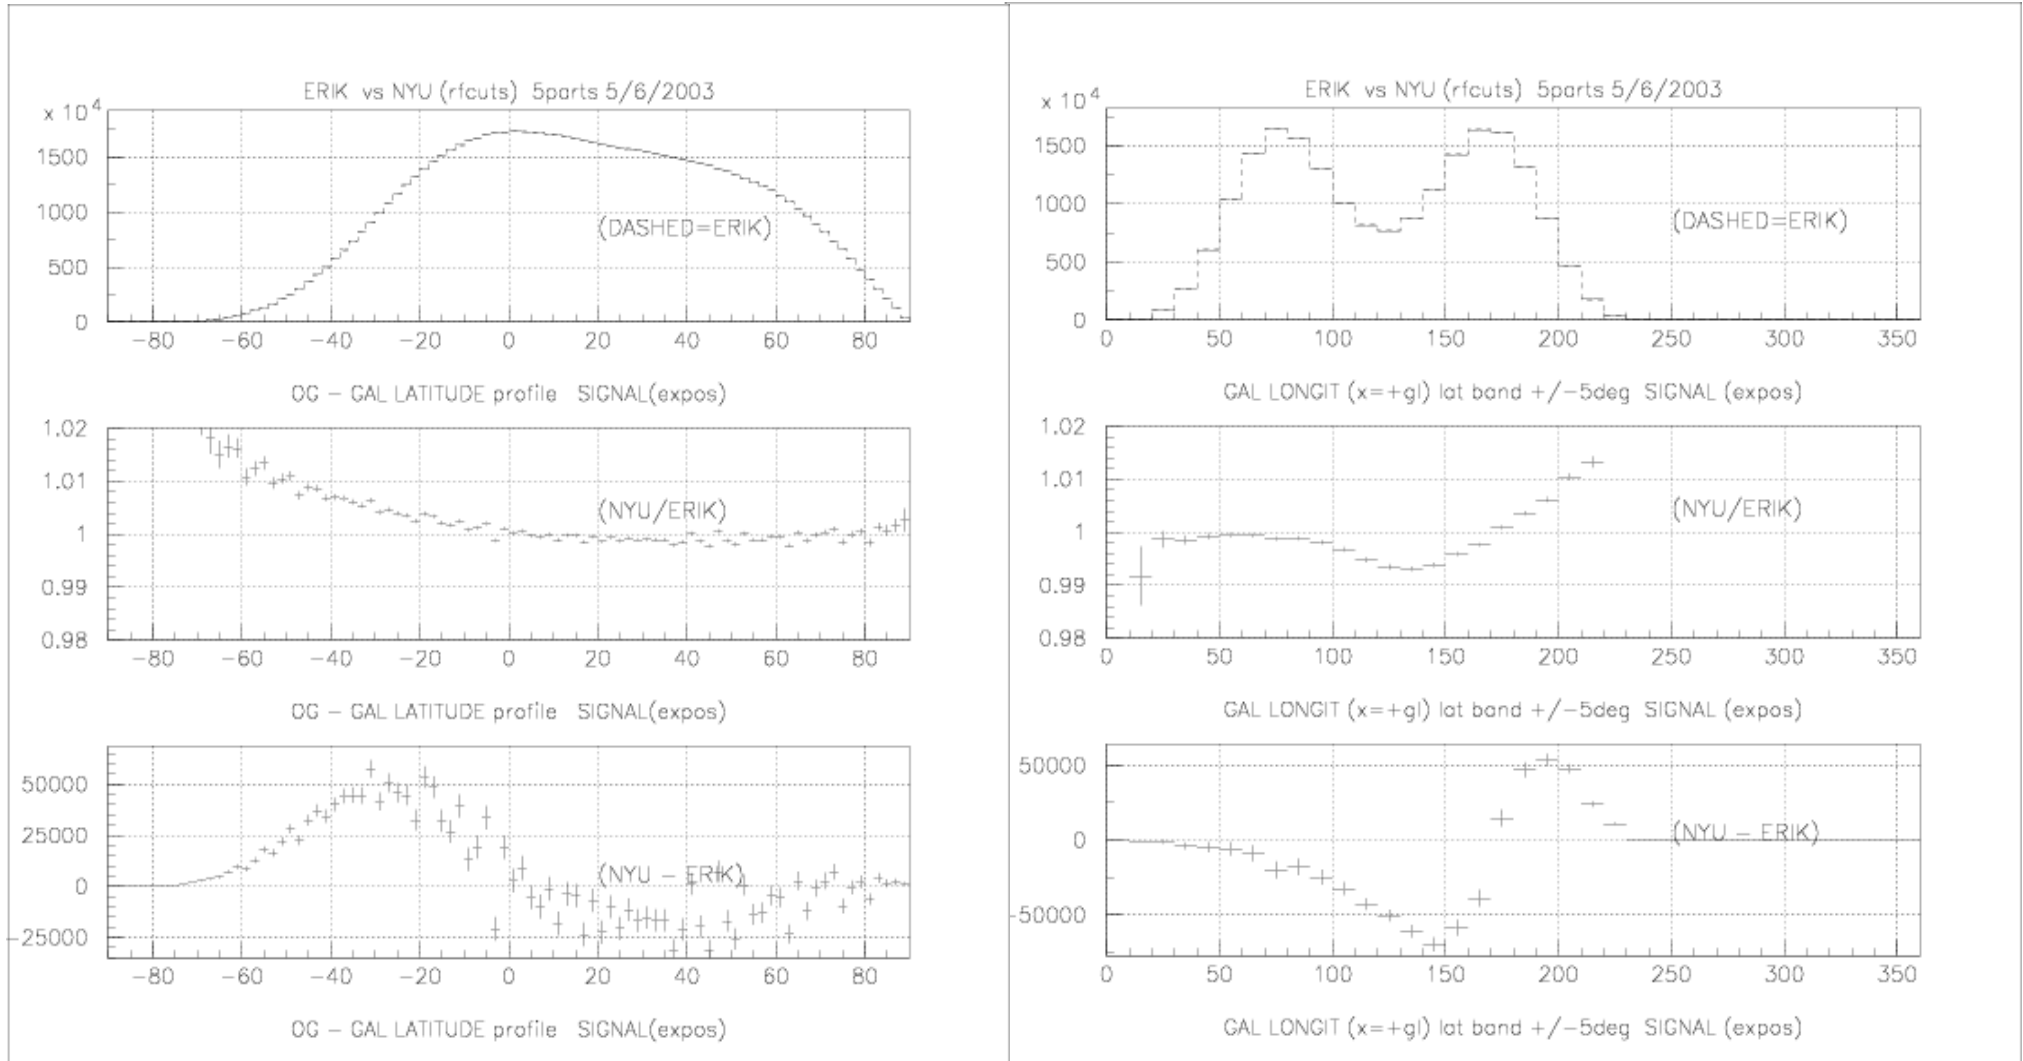 ERIK vs NYU (rfcuts) 5parts 5/6/2003
x 10 4
1500
1000
500
0
(DASHED=ERIK)
-80 -60 -40 -20 0 20 40 60 80
OG - GAL LATITUDE profile SIGNAL(expos)
1.02
1.01
1
0.99
0.98
(NYU/ERIK)
-80 -60 -40 -20 0 20 40 60 80
OG - GAL LATITUDE profile SIGNAL(expos)
50000
25000
0
-25000
(NYU - ERIK)
-80 -60 -40 -20 0 20 40 60 80
OG - GAL LATITUDE profile SIGNAL(expos)
ERIK vs NYU (rfcuts) 5parts 5/6/2003
x 10 4
1500
1000
500
0
(DASHED=ERIK)
0 50 100 150 200 250 300 350
GAL LONGIT (x=+gl) lat band +/-5deg SIGNAL (expos)
1.02
1.01
1
0.99
0.98
(NYU/ERIK)
0 50 100 150 200 250 300 350
GAL LONGIT (x=+gl) lat band +/-5deg SIGNAL (expos)
50000
0
-50000
(NYU - ERIK)
0 50 100 150 200 250 300 350
GAL LONGIT (x=+gl) lat band +/-5deg SIGNAL (expos)